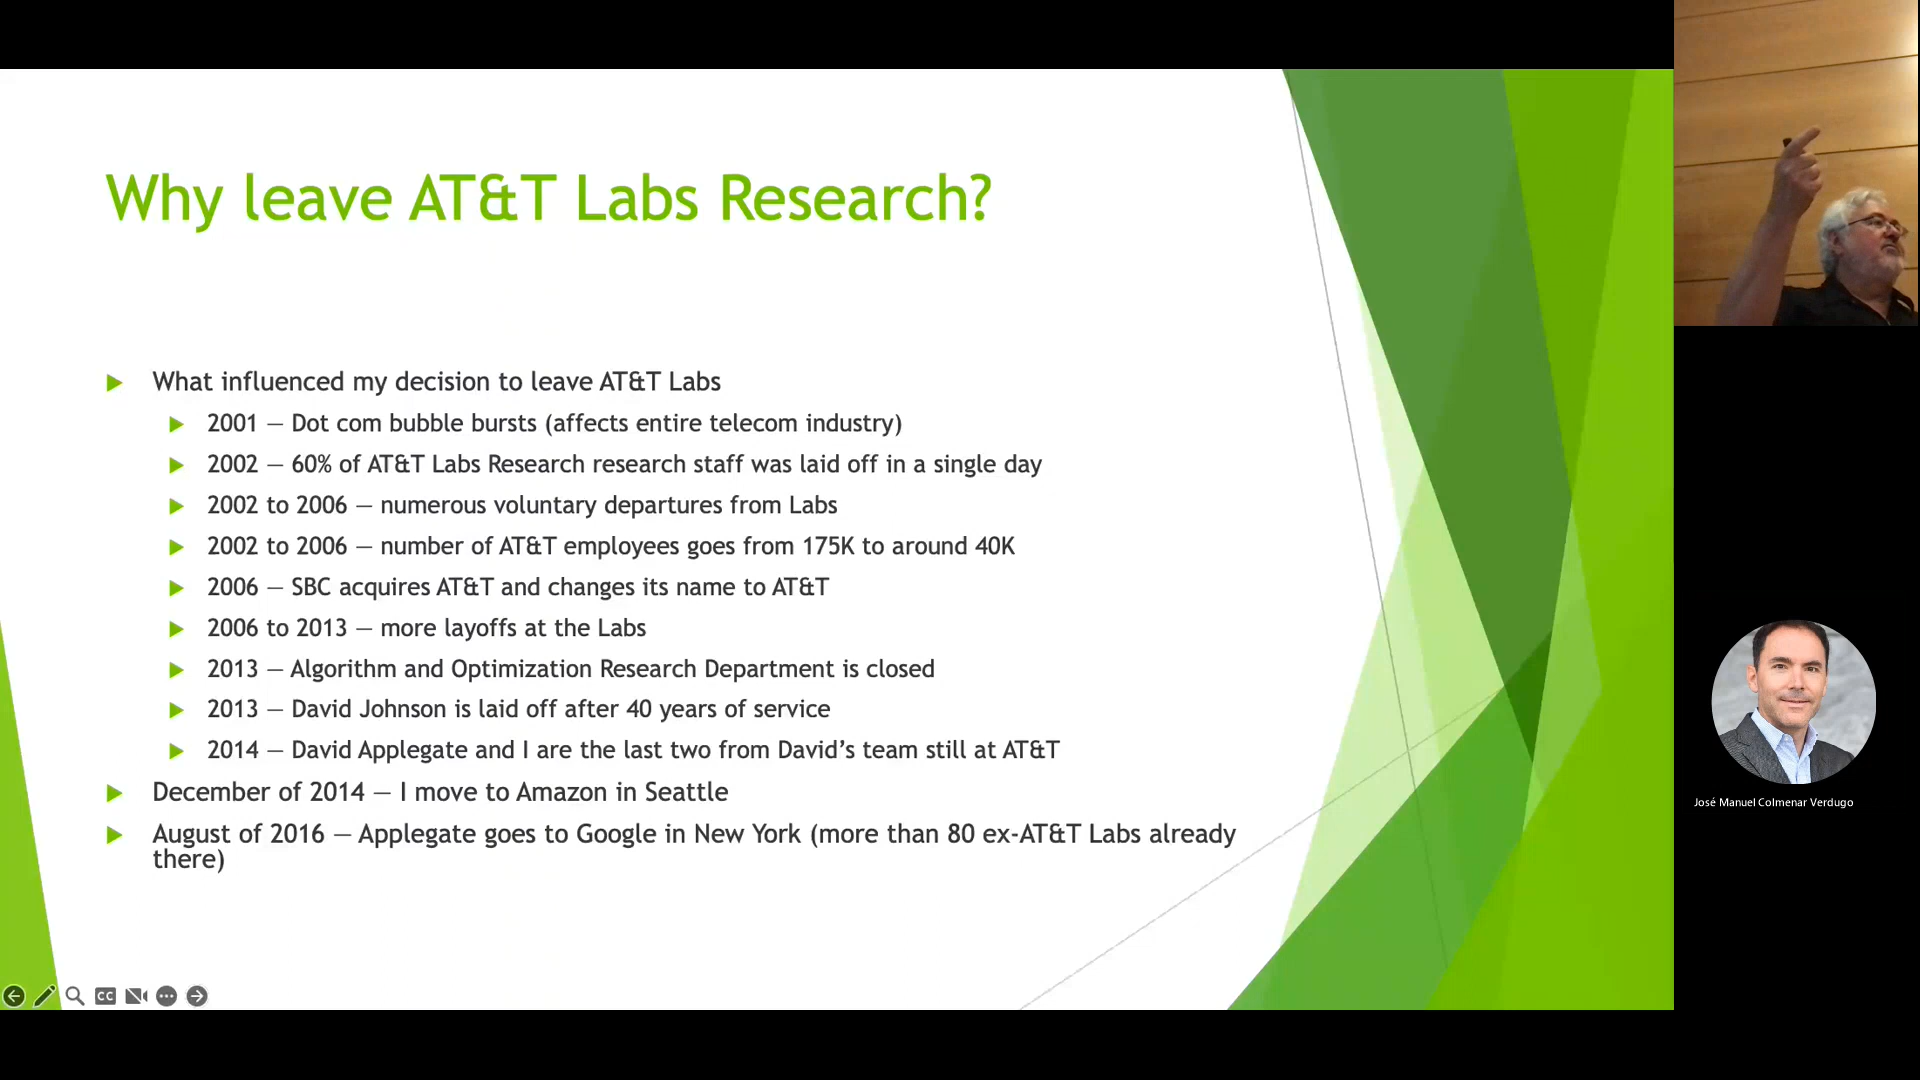 Why leave AT&T Labs Research?
What influenced my decision to leave AT&T Labs
2001 — Dot com bubble bursts (affects entire telecom industry)
2002 — 60% of AT&T Labs Research research staff was laid off in a single day
2002 to 2006 — numerous voluntary departures from Labs
2002 to 2006 — number of AT&T employees goes from 175K to around 40K
2006 — SBC acquires AT&T and changes its name to AT&T
2006 to 2013 — more layoffs at the Labs
2013 — Algorithm and Optimization Research Department is closed
2013 — David Johnson is laid off after 40 years of service
2014 — David Applegate and I are the last two from David’s team still at AT&T
December of 2014 — I move to Amazon in Seattle
August of 2016 — Applegate goes to Google in New York (more than 80 ex-AT&T Labs already
there)
CC
José Manuel Colmenar Verdugo